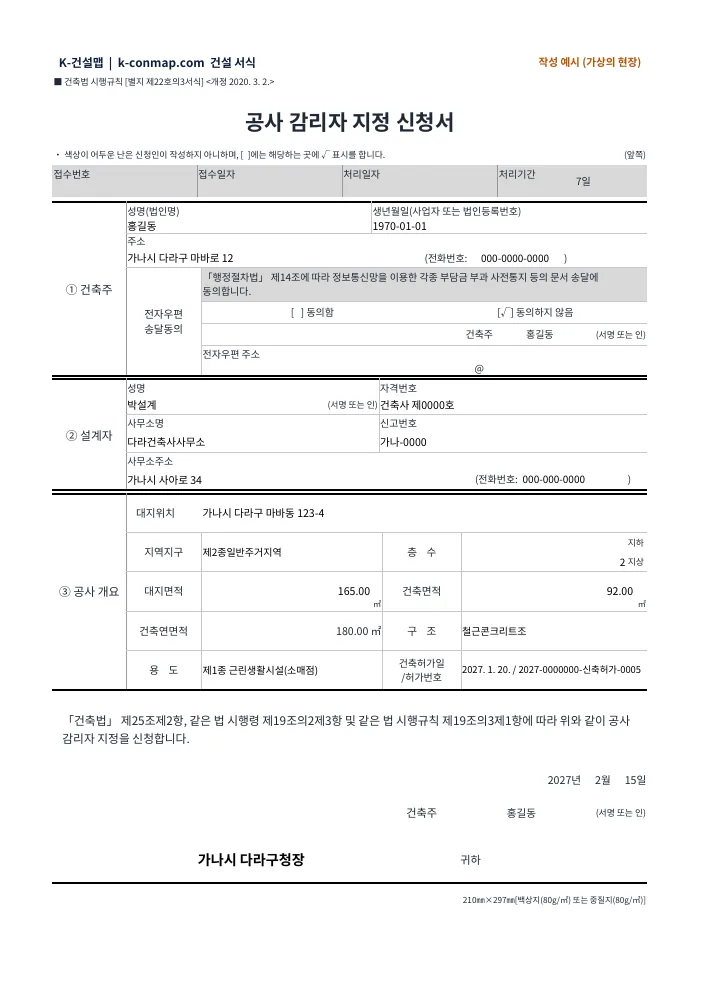 K-건설맵 | k-conmap.com 건설 서식
작성 예시 (가상의 현장)
■ 건축법 시행규칙 [별지 제22호의3서식] <개정 2020. 3. 2.>
공사 감리자 지정 신청서
• 색상이 어두운 난은 신청인이 작성하지 아니하며, [ ]에는 해당하는 곳에 √ 표시를 합니다.
(앞쪽)
접수번호
접수일자
처리일자
처리기간
7일
① 건축주
성명(법인명)
홍길동
생년월일(사업자 또는 법인등록번호)
1970-01-01
주소
가나시 다라구 마바로 12
(전화번호: 000-0000-0000 )
전자우편
송달동의
「행정절차법」 제14조에 따라 정보통신망을 이용한 각종 부담금 부과 사전통지 등의 문서 송달에
동의합니다.
[ ] 동의함
[√] 동의하지 않음
건축주 홍길동 (서명 또는 인)
전자우편 주소
@
② 설계자
성명
박설계 (서명 또는 인)
자격번호
건축사 제0000호
사무소명
다라건축사사무소
신고번호
가나-0000
사무소주소
가나시 사아로 34
(전화번호: 000-000-0000 )
③ 공사 개요
대지위치 가나시 다라구 마바동 123-4
지역지구 제2종일반주거지역
층 수
지하
2 지상
대지면적 165.00
㎡
건축면적 92.00
㎡
건축연면적 180.00 ㎡
구 조 철근콘크리트조
용 도 제1종 근린생활시설(소매점)
건축허가일
/허가번호
2027. 1. 20. / 2027-0000000-신축허가-0005
「건축법」 제25조제2항, 같은 법 시행령 제19조의2제3항 및 같은 법 시행규칙 제19조의3제1항에 따라 위와 같이 공사
감리자 지정을 신청합니다.
2027년 2월 15일
건축주 홍길동 (서명 또는 인)
가나시 다라구청장 귀하
210㎜×297㎜[백상지(80g/㎡) 또는 중질지(80g/㎡)]